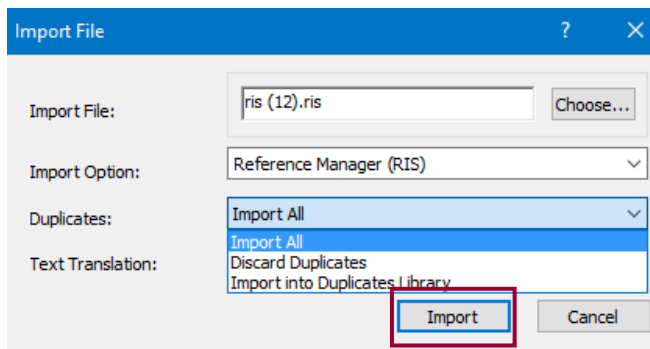 Import File ? ×
Import File: ris (12).ris Choose...
Import Option: Reference Manager (RIS)
Duplicates: Import All
Import All
Discard Duplicates
Text Translation:
Import into Duplicates Library
Import Cancel